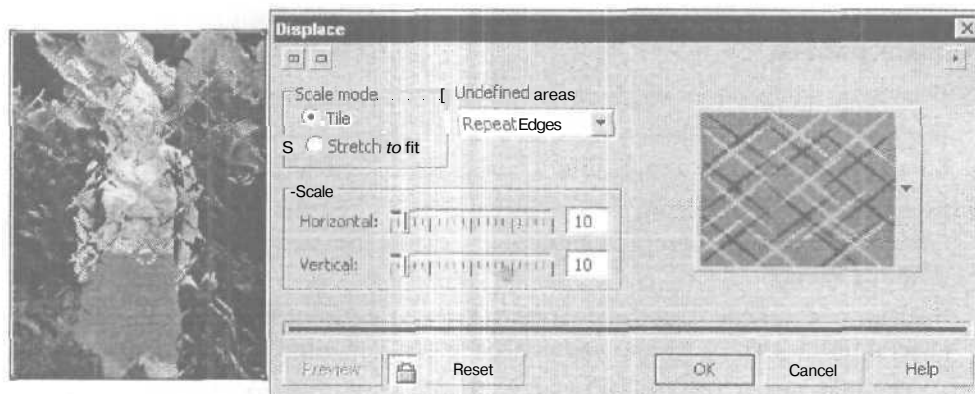 Displace
Scale mode [ Undefined areas
Tile
Repeat Edges
S Stretch to fit
-Scale
Horizontal: 10
Vertical: 10
Preview Reset OK Cancel Help